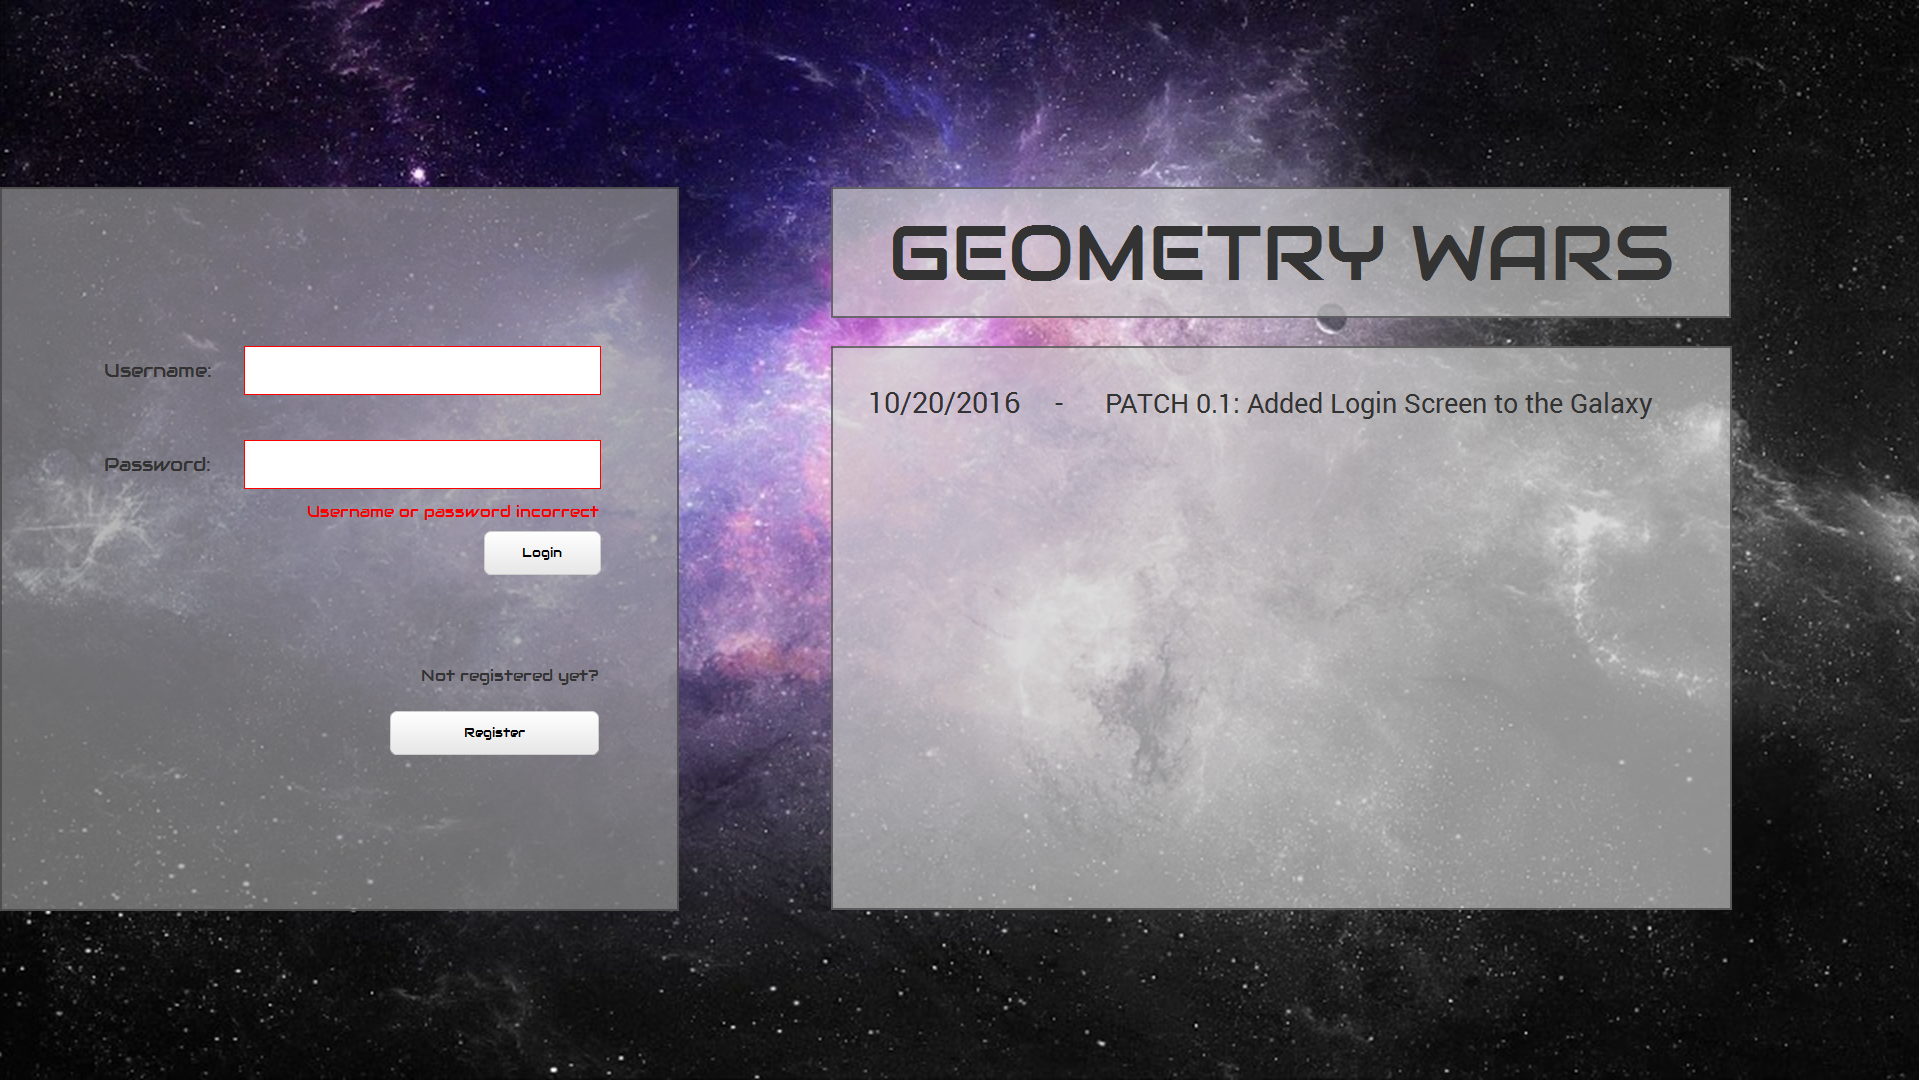 GEOMETRY WARS
Username:
Password:
Username or password incorrect
Login
Not registered yet?
Register
10/20/2016 - PATCH 0.1: Added Login Screen to the Galaxy